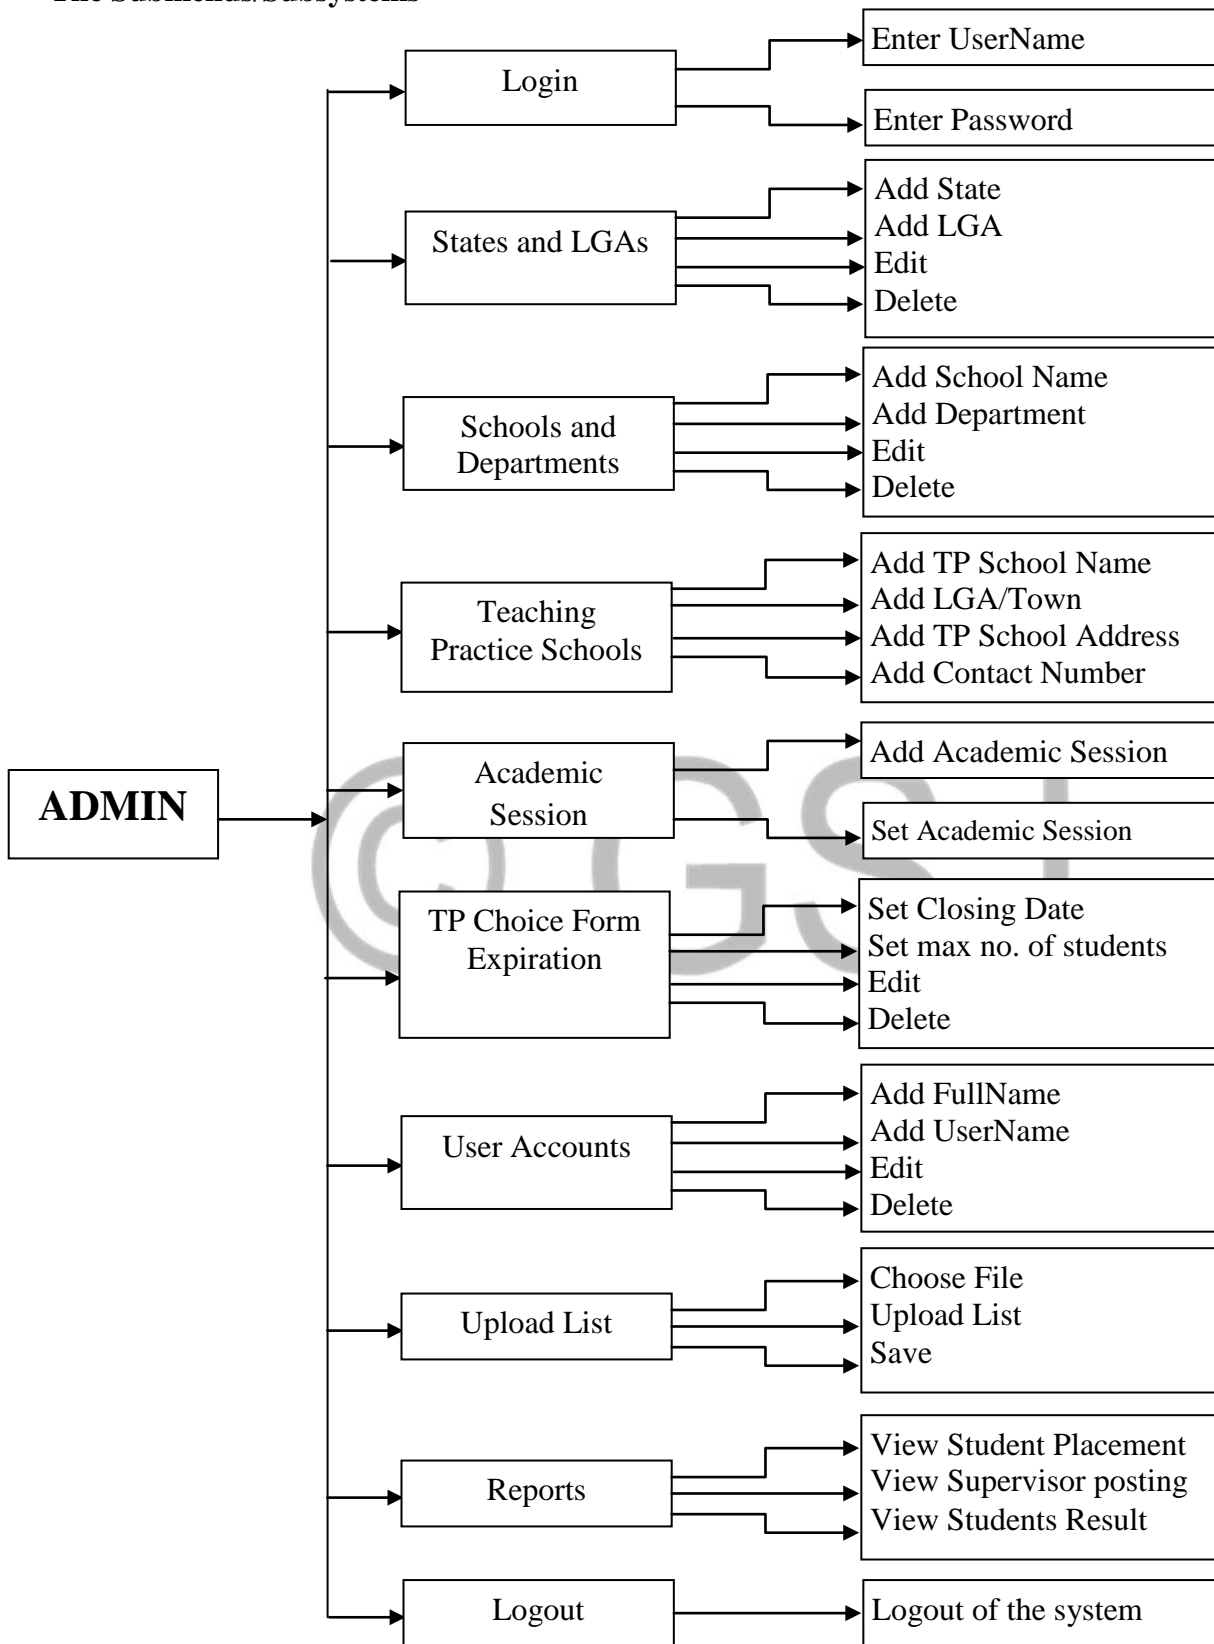 The Submenus/Subsystems
Login
Enter UserName
Enter Password
States and LGAs
Add State
Add LGA
Edit
Delete
Schools and
Departments
Add School Name
Add Department
Edit
Delete
Teaching
Practice Schools
Add TP School Name
Add LGA/Town
Add TP School Address
Add Contact Number
ADMIN
Academic
Session
Add Academic Session
Set Academic Session
© GSJ
TP Choice Form
Expiration
Set Closing Date
Set max no. of students
Edit
Delete
User Accounts
Add FullName
Add UserName
Edit
Delete
Upload List
Choose File
Upload List
Save
Reports
View Student Placement
View Supervisor posting
View Students Result
Logout
Logout of the system